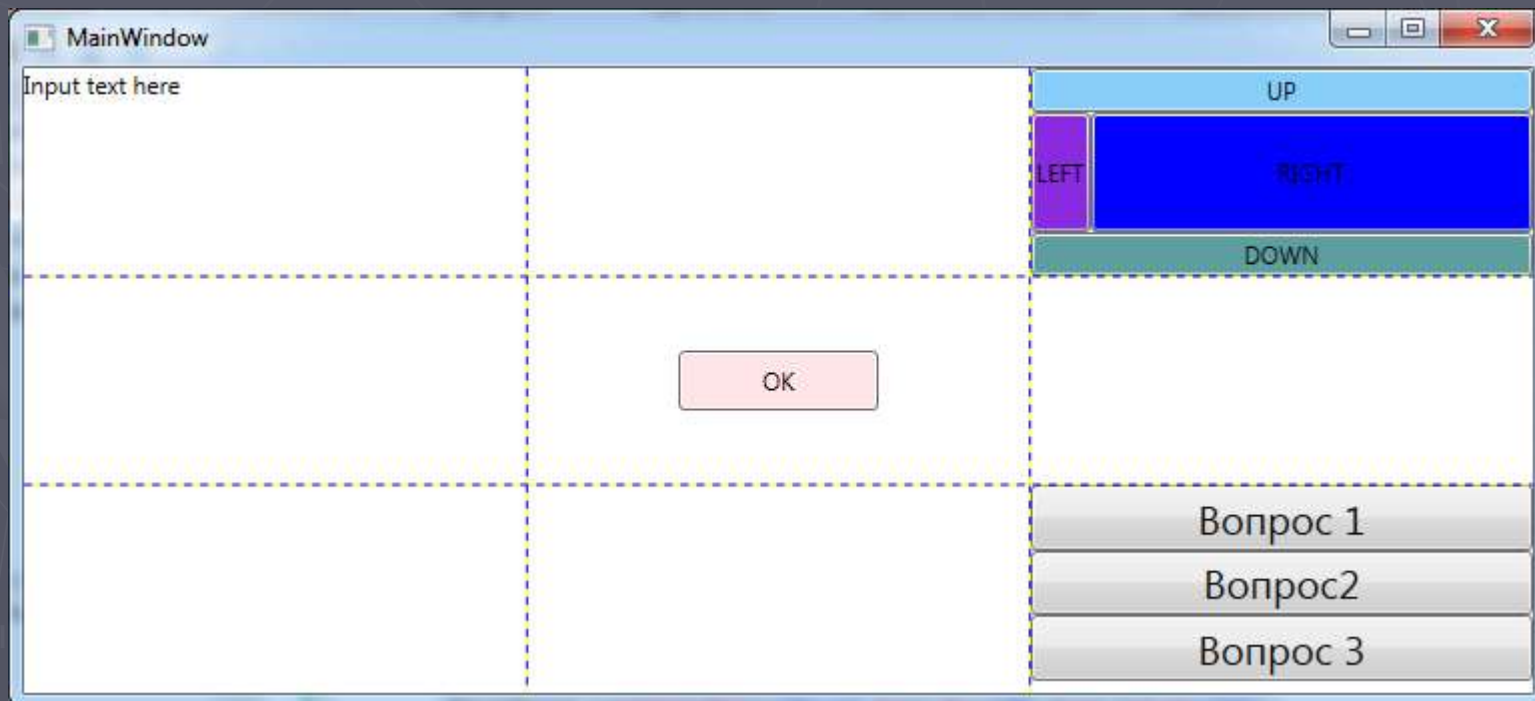 MainWindow
Input text here
UP
LEFT
RIGHT
DOWN
OK
Вопрос 1
Вопрос2
Вопрос 3